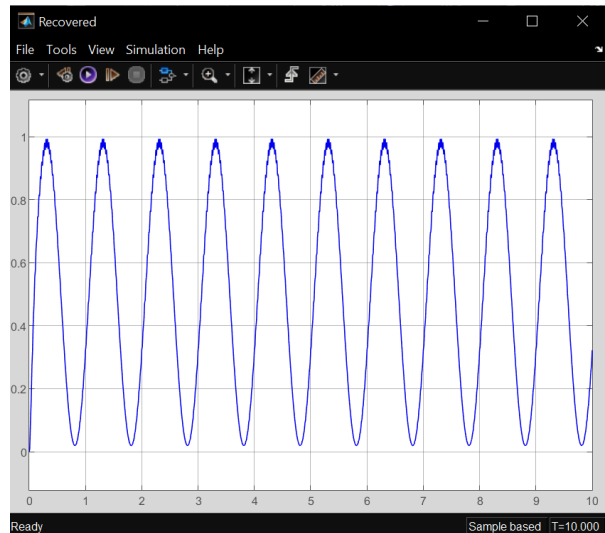 Recovered
File Tools View Simulation Help
1
0.8
0.6
0.4
0.2
0
0 1 2 3 4 5 6 7 8 9 10
Ready Sample based T=10.000